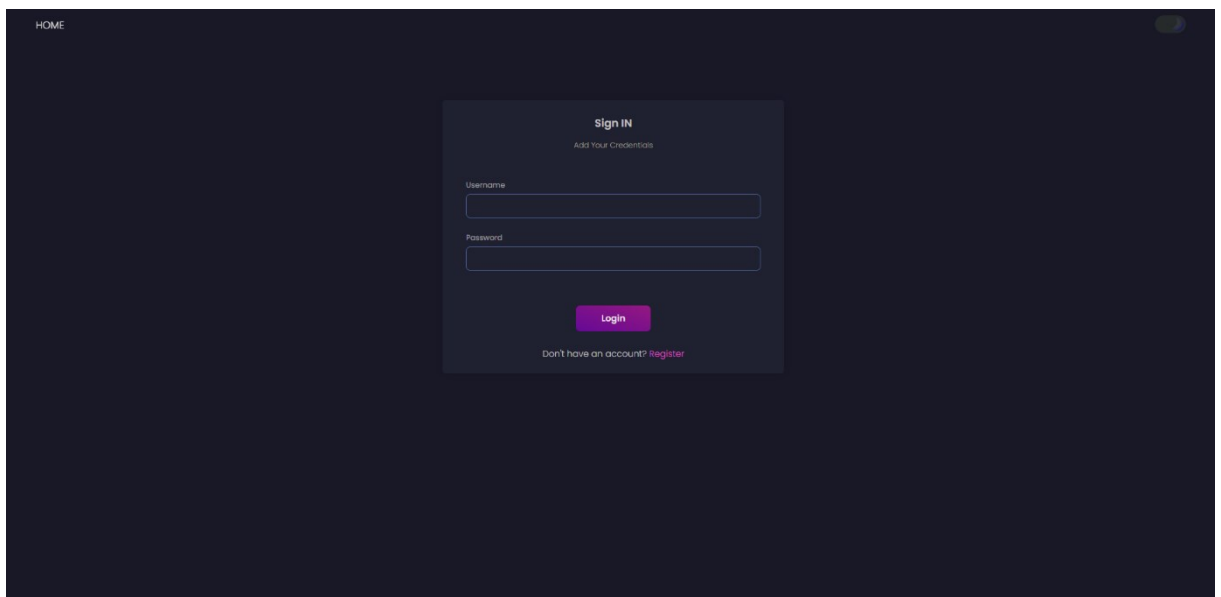 HOME
Sign IN
Add Your Credentials
Username
Password
Login
Don't have an account? Register